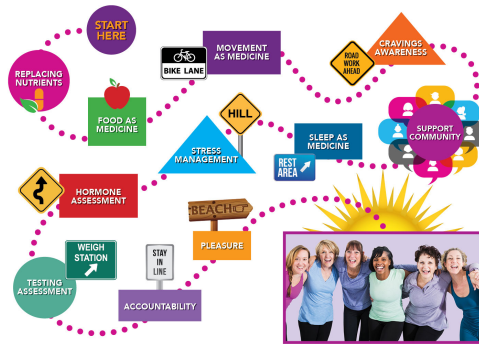 START
HERE
REPLACING
NUTRIENTS
FOOD AS
MEDICINE
BIKE LANE
MOVEMENT
AS MEDICINE
ROAD
WORK
AHEAD
CRAVINGS
AWARENESS
SUPPORT
COMMUNITY
SLEEP AS
MEDICINE
REST
AREA
HILL
STRESS
MANAGEMENT
HORMONE
ASSESSMENT
TESTING
ASSESSMENT
WEIGH
STATION
STAY
IN
LINE
ACCOUNTABILITY
BEACH
PLEASURE